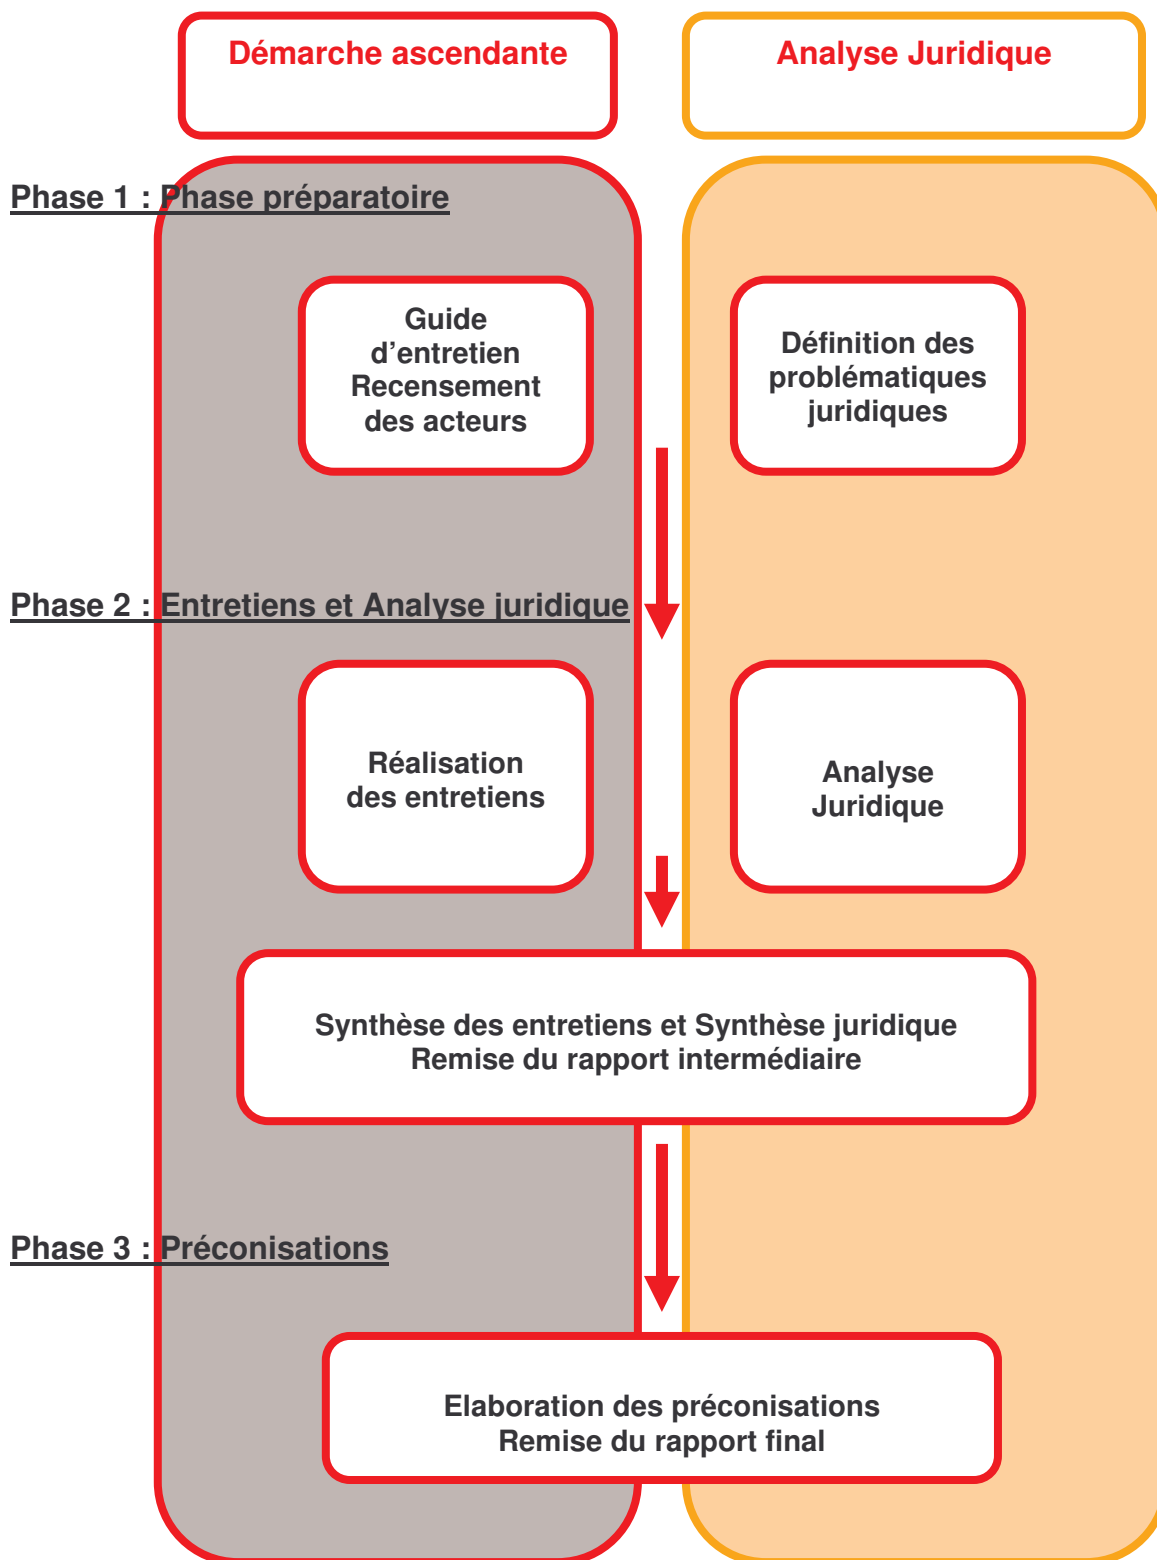 Démarche ascendante
Analyse Juridique
Phase 1 : Phase préparatoire
Guide
d’entretien
Recensement
des acteurs
Définition des
problématiques
juridiques
Phase 2 : Entretiens et Analyse juridique
Réalisation
des entretiens
Analyse
Juridique
Synthèse des entretiens et Synthèse juridique
Remise du rapport intermédiaire
Phase 3 : Préconisations
Elaboration des préconisations
Remise du rapport final